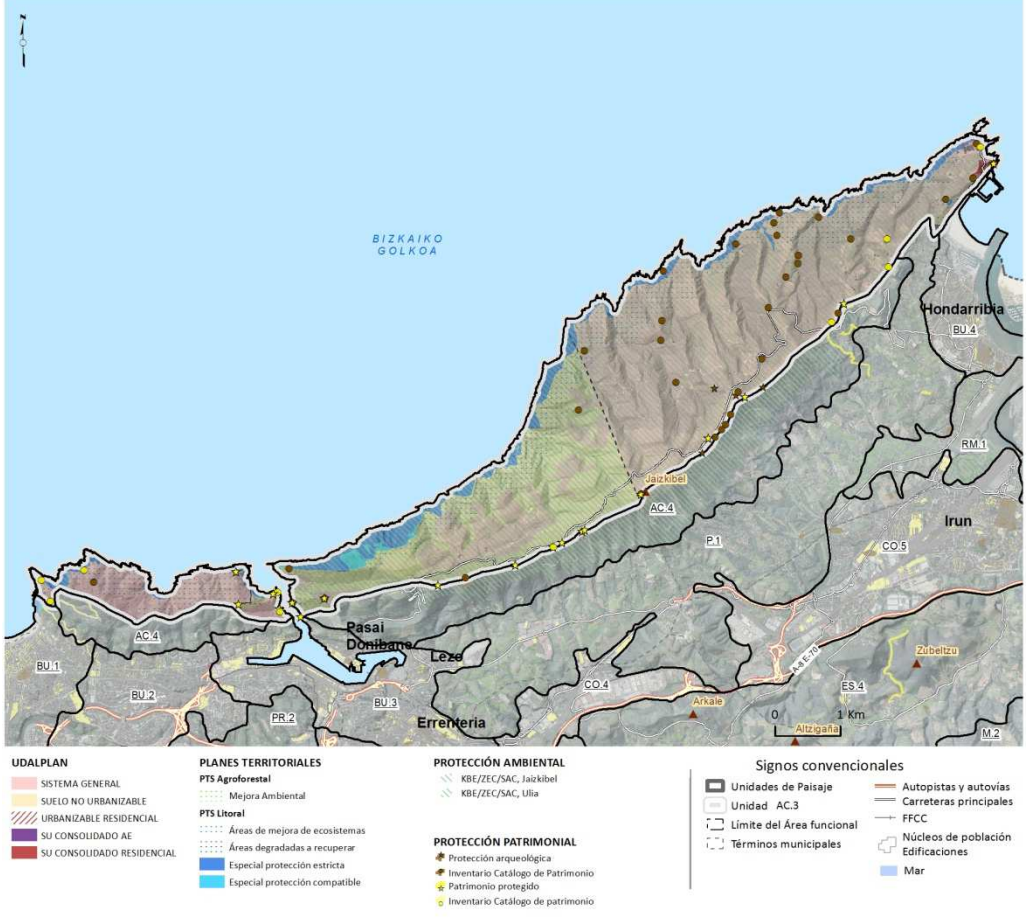 N
BIZKAIKO
GOLKOA
Hondarribia
BU.4
RM.1
Jaizkibel
AC.4
Irun
P.1
CO.5
AC.4
Pasai
Donibane
Lezo
BU.1
BU.2
BU.3
PR.2
Errenteria
CO.4
A-8 E-70
Zubeltzu
ES.4
Arkale
0 1 Km
Altzigaña
M.2
UDALPLAN
SISTEMA GENERAL
SUELO NO URBANIZABLE
URBANIZABLE RESIDENCIAL
SU CONSOLIDADO AE
SU CONSOLIDADO RESIDENCIAL
PLANES TERRITORIALES
PTS Agroforestal
Mejora Ambiental
PTS Litoral
Áreas de mejora de ecosistemas
Áreas degradadas a recuperar
Especial protección estricta
Especial protección compatible
PROTECCIÓN AMBIENTAL
KBE/ZEC/SAC, Jaizkibel
KBE/ZEC/SAC, Ulia
PROTECCIÓN PATRIMONIAL
Protección arqueológica
Inventario Catálogo de Patrimonio
Patrimonio protegido
Inventario Catálogo de patrimonio
Signos convencionales
Unidades de Paisaje
Unidad AC.3
Límite del Área funcional
Términos municipales
Autopistas y autovías
Carreteras principales
FFCC
Núcleos de población
Edificaciones
Mar